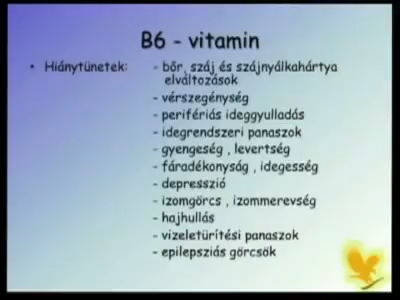 B6 - vitamin
• Hiánytünetek: - bőr, száj és szájnyálkahártya
elváltozások
- vérszegénység
- perifériás ideggyulladás
- idegrendszeri panaszok
- gyengeség , levertség
- fáradékonyság , idegesség
- depresszió
- izomgörcs , izommerevség
- hajhullás
- vizeletürítési panaszok
- epilepsziás görcsök